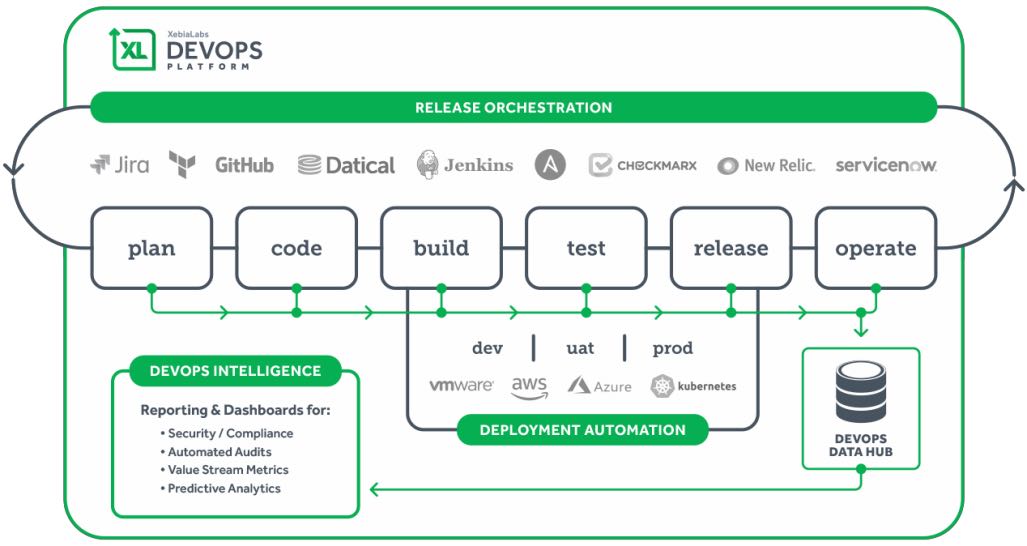 XebiaLabs
XL DEVOPS
PLATFORM
RELEASE ORCHESTRATION
Jira GitHub Datical Jenkins A CHECKMARX New Relic. servicenow.
plan code build test release operate
dev | uat | prod
vmware® aws Azure kubernetes
DEPLOYMENT AUTOMATION
DEVOPS INTELLIGENCE
Reporting & Dashboards for:
• Security / Compliance
• Automated Audits
• Value Stream Metrics
• Predictive Analytics
DEVOPS
DATA HUB